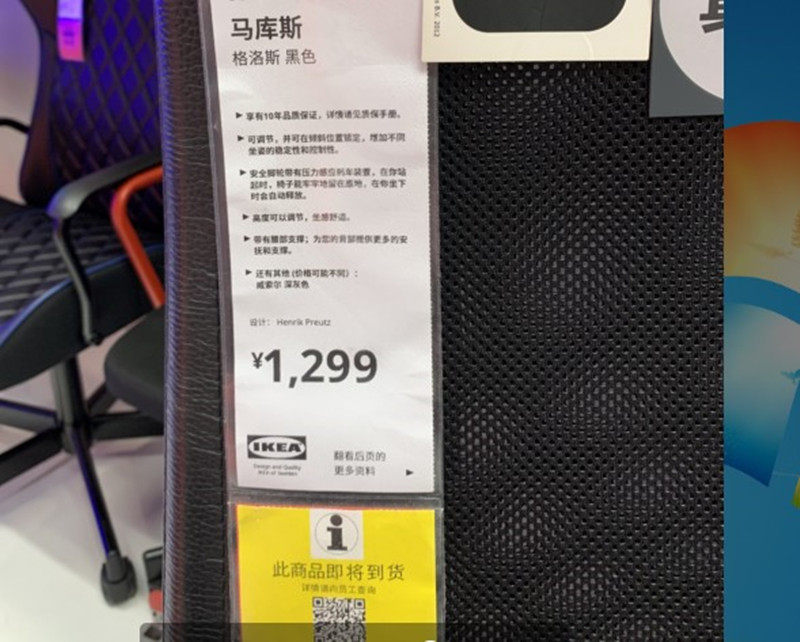 马库斯
格洛斯 黑色
▶ 享有10年品质保证，详情请见质保手册。
▶ 可调节，并可在倾斜位置锁定，增加不同
坐姿的稳定性和控制性。
▶ 安全脚轮带有压力感应刹车装置，在你站
起时，椅子能牢牢地留在原地，在你坐下
时会自动释放。
▶ 高度可以调节，坐感舒适。
▶ 带有腰部支撑；为您的背部提供更多的安
抚和支撑。
▶ 还有其他 (价格可能不同)：
威索尔 深灰色
设计： Henrik Preutz
¥1,299
IKEA
Design and Quality
IKEA of Sweden
翻看后页的
更多资料 ▶
i
此商品即将到货
详情请向员工查询